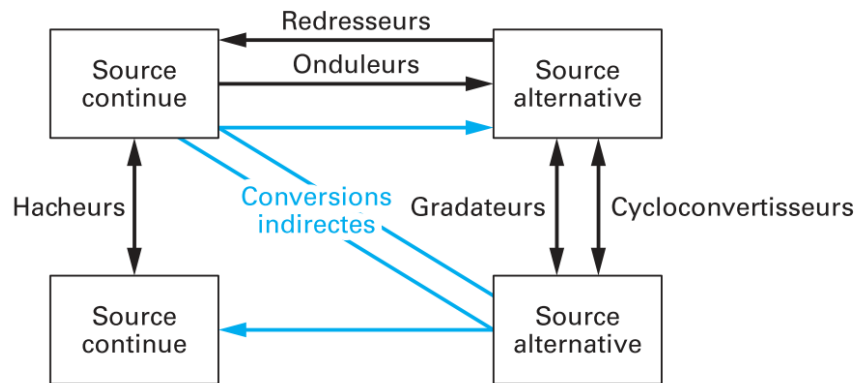 Redresseurs
Source
continue
Onduleurs
Source
alternative
Hacheurs
Conversions
indirectes
Gradateurs
Cycloconvertisseurs
Source
continue
Source
alternative